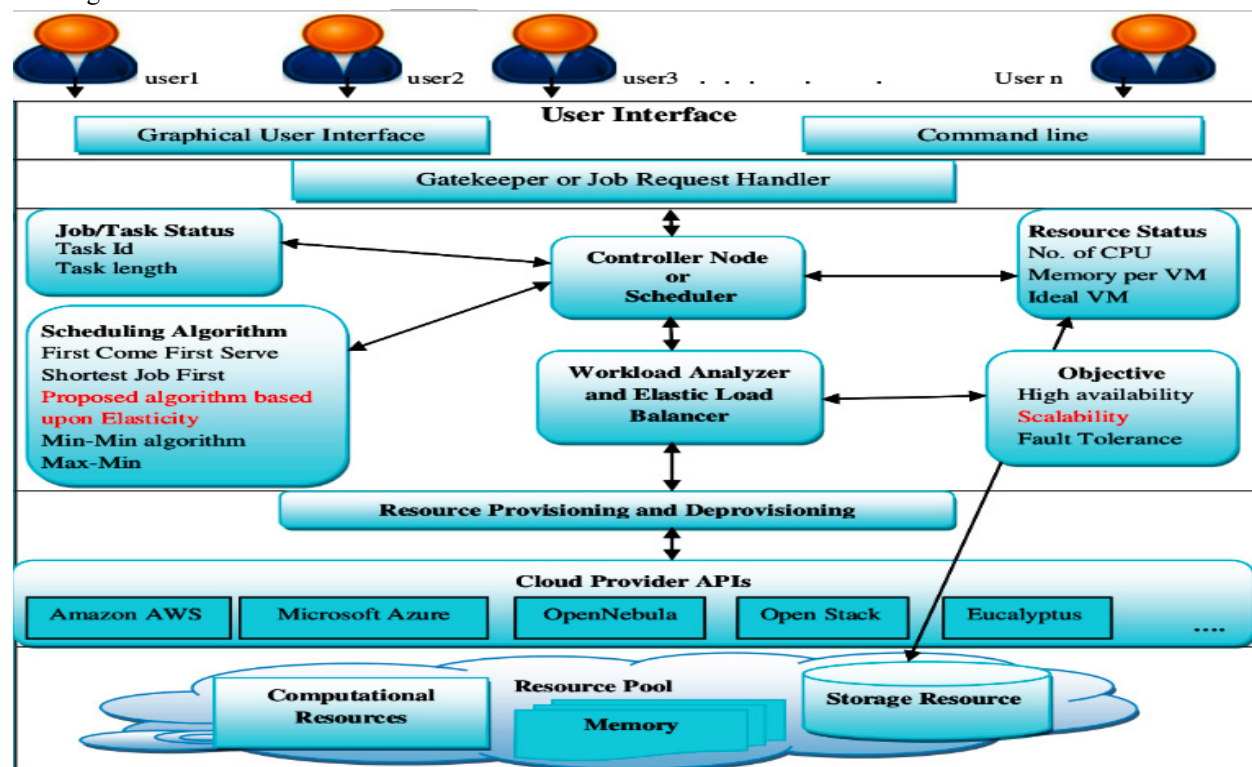 user1
user2
user3 . . . . .
User n
User Interface
Graphical User Interface
Command line
Gatekeeper or Job Request Handler
Job/Task Status
Task Id
Task length
Controller Node
or
Scheduler
Resource Status
No. of CPU
Memory per VM
Ideal VM
Scheduling Algorithm
First Come First Serve
Shortest Job First
Proposed algorithm based
upon Elasticity
Min-Min algorithm
Max-Min
Workload Analyzer
and Elastic Load
Balancer
Objective
High availability
Scalability
Fault Tolerance
Resource Provisioning and Deprovisioning
Cloud Provider APIs
Amazon AWS
Microsoft Azure
OpenNebula
Open Stack
Eucalyptus
....
Resource Pool
Computational
Resources
Memory
Storage Resource